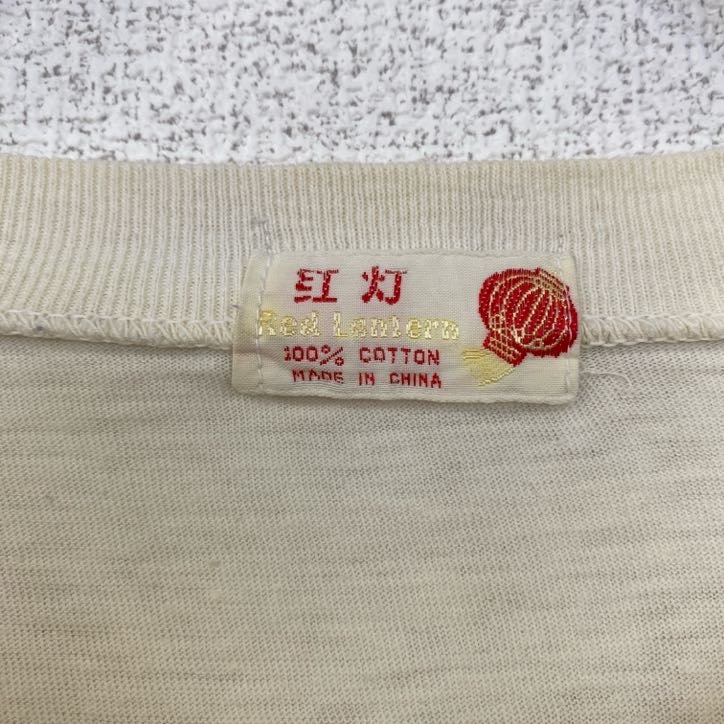 红灯
Red Lantern
100% COTTON
MADE IN CHINA